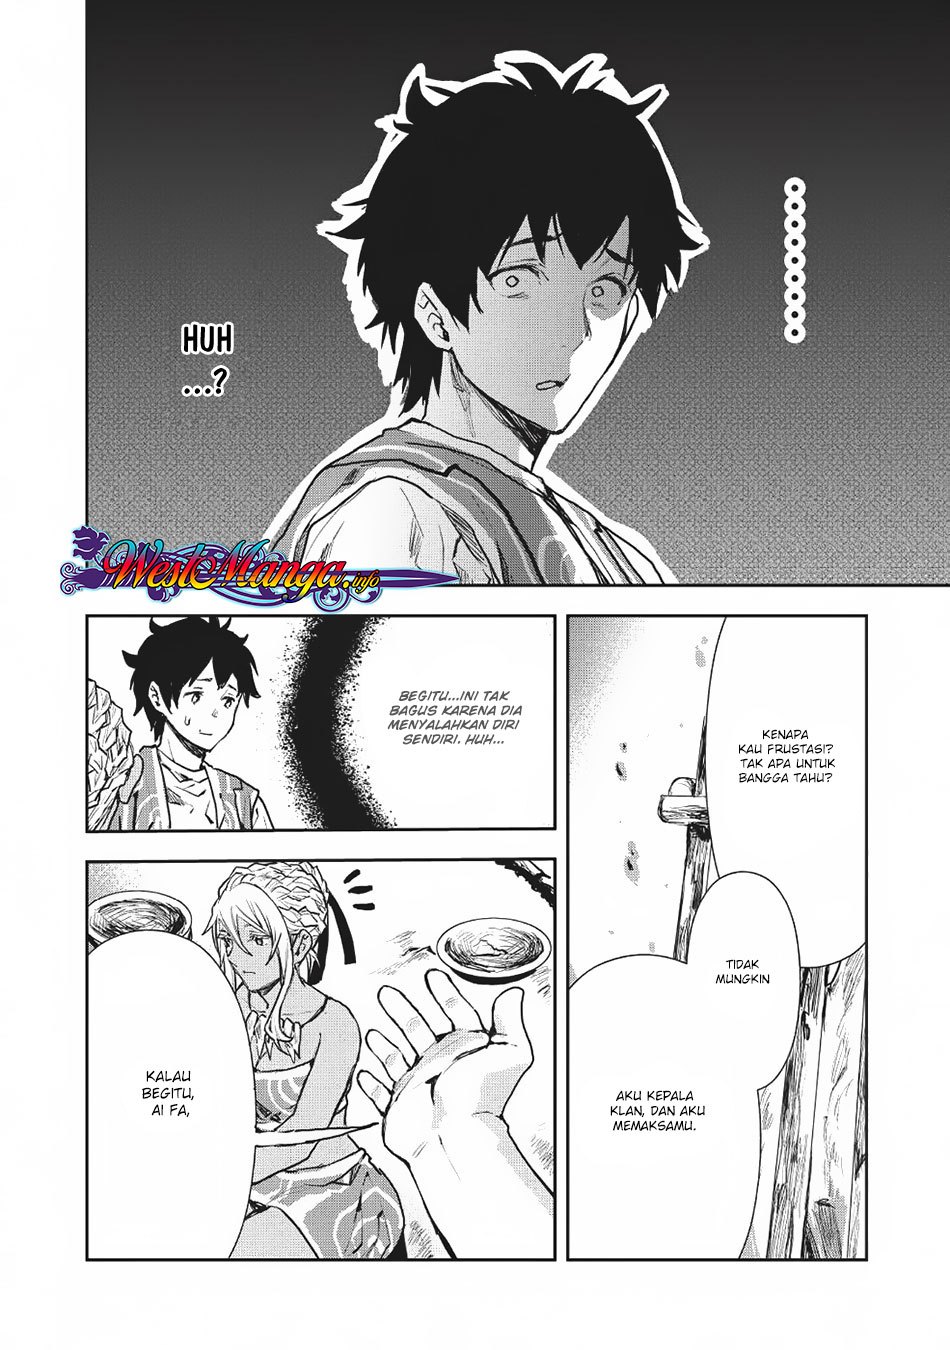 HUH
...?
WestManga.info
KENAPA
KAU FRUSTASI?
TAK APA UNTUK
BANGGA TAHU?
TIDAK
MUNGKIN
AKU KEPALA
KLAN, DAN AKU
MEMAKSAMU.
BEGITU...INI TAK
BAGUS KARENA DIA
MENYALAHKAN DIRI
SENDIRI. HUH...
KALAU
BEGITU,
AI FA,